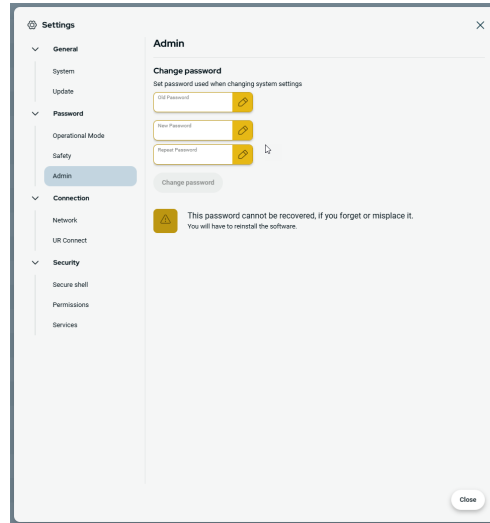 Settings
General
System
Update
Password
Operational Mode
Safety
Admin
Connection
Network
UR Connect
Security
Secure shell
Permissions
Services
Admin
Change password
Set password used when changing system settings
Old Password
New Password
Repeat Password
Change password
This password cannot be recovered, if you forget or misplace it.
You will have to reinstall the software.
Close